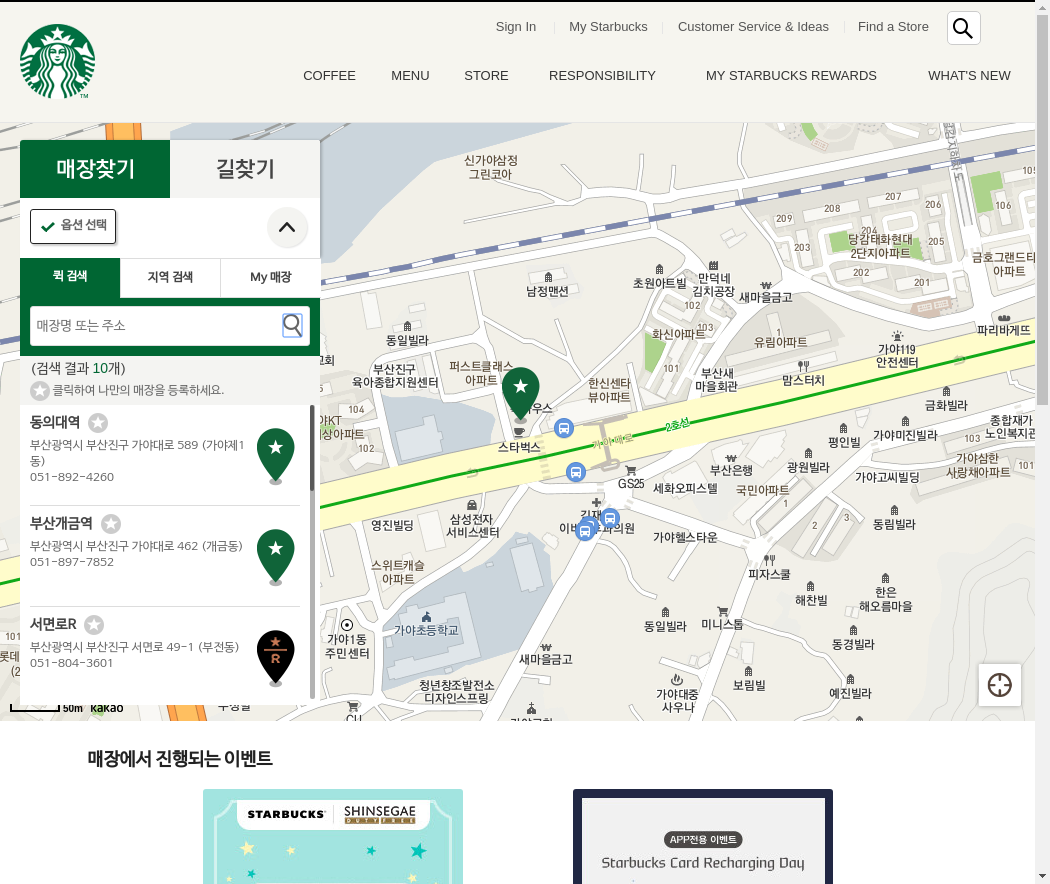 Sign In
My Starbucks
Customer Service & Ideas
Find a Store
COFFEE
MENU
STORE
RESPONSIBILITY
MY STARBUCKS REWARDS
WHAT'S NEW
TM
매장찾기
길찾기
옵션 선택
퀵 검색
지역 검색
My 매장
매장명 또는 주소
(검색 결과 10개)
클릭하여 나만의 매장을 등록하세요.
동의대역
부산광역시 부산진구 가야대로 589 (가야제1
동)
051-892-4260
부산개금역
부산광역시 부산진구 가야대로 462 (개금동)
051-897-7852
서면로R
부산광역시 부산진구 서면로 49-1 (부전동)
051-804-3601
R
신가야삼정
그린코아
207
208
206
209
106
203
당감태화현대
2단지아파트
205
금호그랜드타
아파트
202
201
남정맨션
초원아트빌
만덕네
김치공장
새마을금고
102
103
화신아파트
유림아파트
파리바게뜨
동일빌라
가야119
안전센터
부산진구
육아종합지원센터
퍼스트클래스
아파트
한신센타
뷰아파트
부산새
마을회관
맘스터치
금화빌라
스타벅스
가야대로
2호선
평인빌
가야미진빌라
종합재가
노인복지관
부산은행
광원빌라
103
102
가야삼한
사랑채아파트
101
GS25
세화오피스텔
국민아파트
가야고씨빌딩
영진빌딩
삼성전자
서비스센터
가야헬스타운
1
2
3
동림빌라
스위트캐슬
아파트
피자스쿨
해찬빌
한은
해오름마을
가야초등학교
가야1동
주민센터
동일빌라
미니스톱
동경빌라
새마을금고
청년창조발전소
디자인스프링
가야대중
사우나
보림빌
예진빌라
CU
101
50m
kakao
매장에서 진행되는 이벤트
STARBUCKS
SHINSEGAE
DUTY FREE
APP전용 이벤트
Starbucks Card Recharging Day